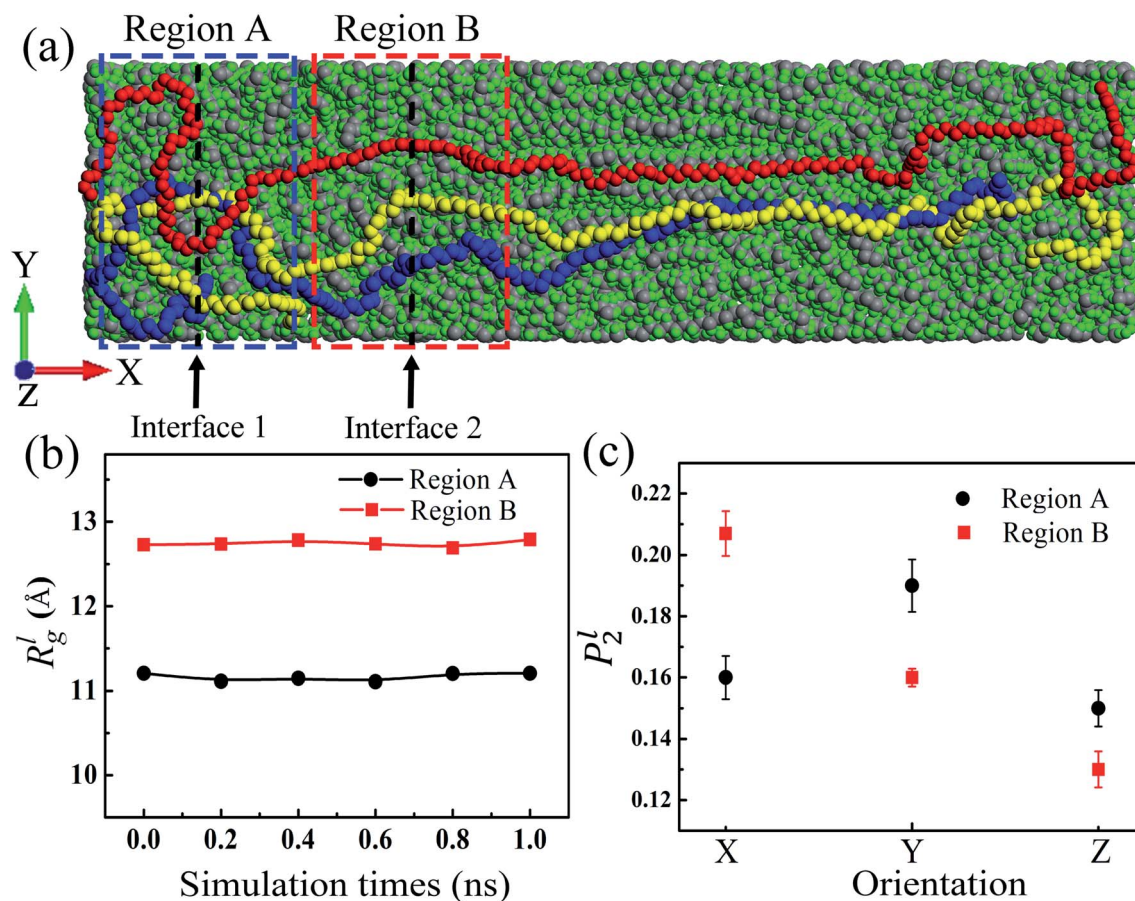 Region A
Region B
(a)
Y
X
Z
Interface 1
Interface 2
(b)
Region A
Region B
13
12
11
10
R_g^l (Å)
0.0 0.2 0.4 0.6 0.8 1.0
Simulation times (ns)
(c)
Region A
Region B
0.22
0.20
0.18
0.16
0.14
0.12
P_2^l
X Y Z
Orientation